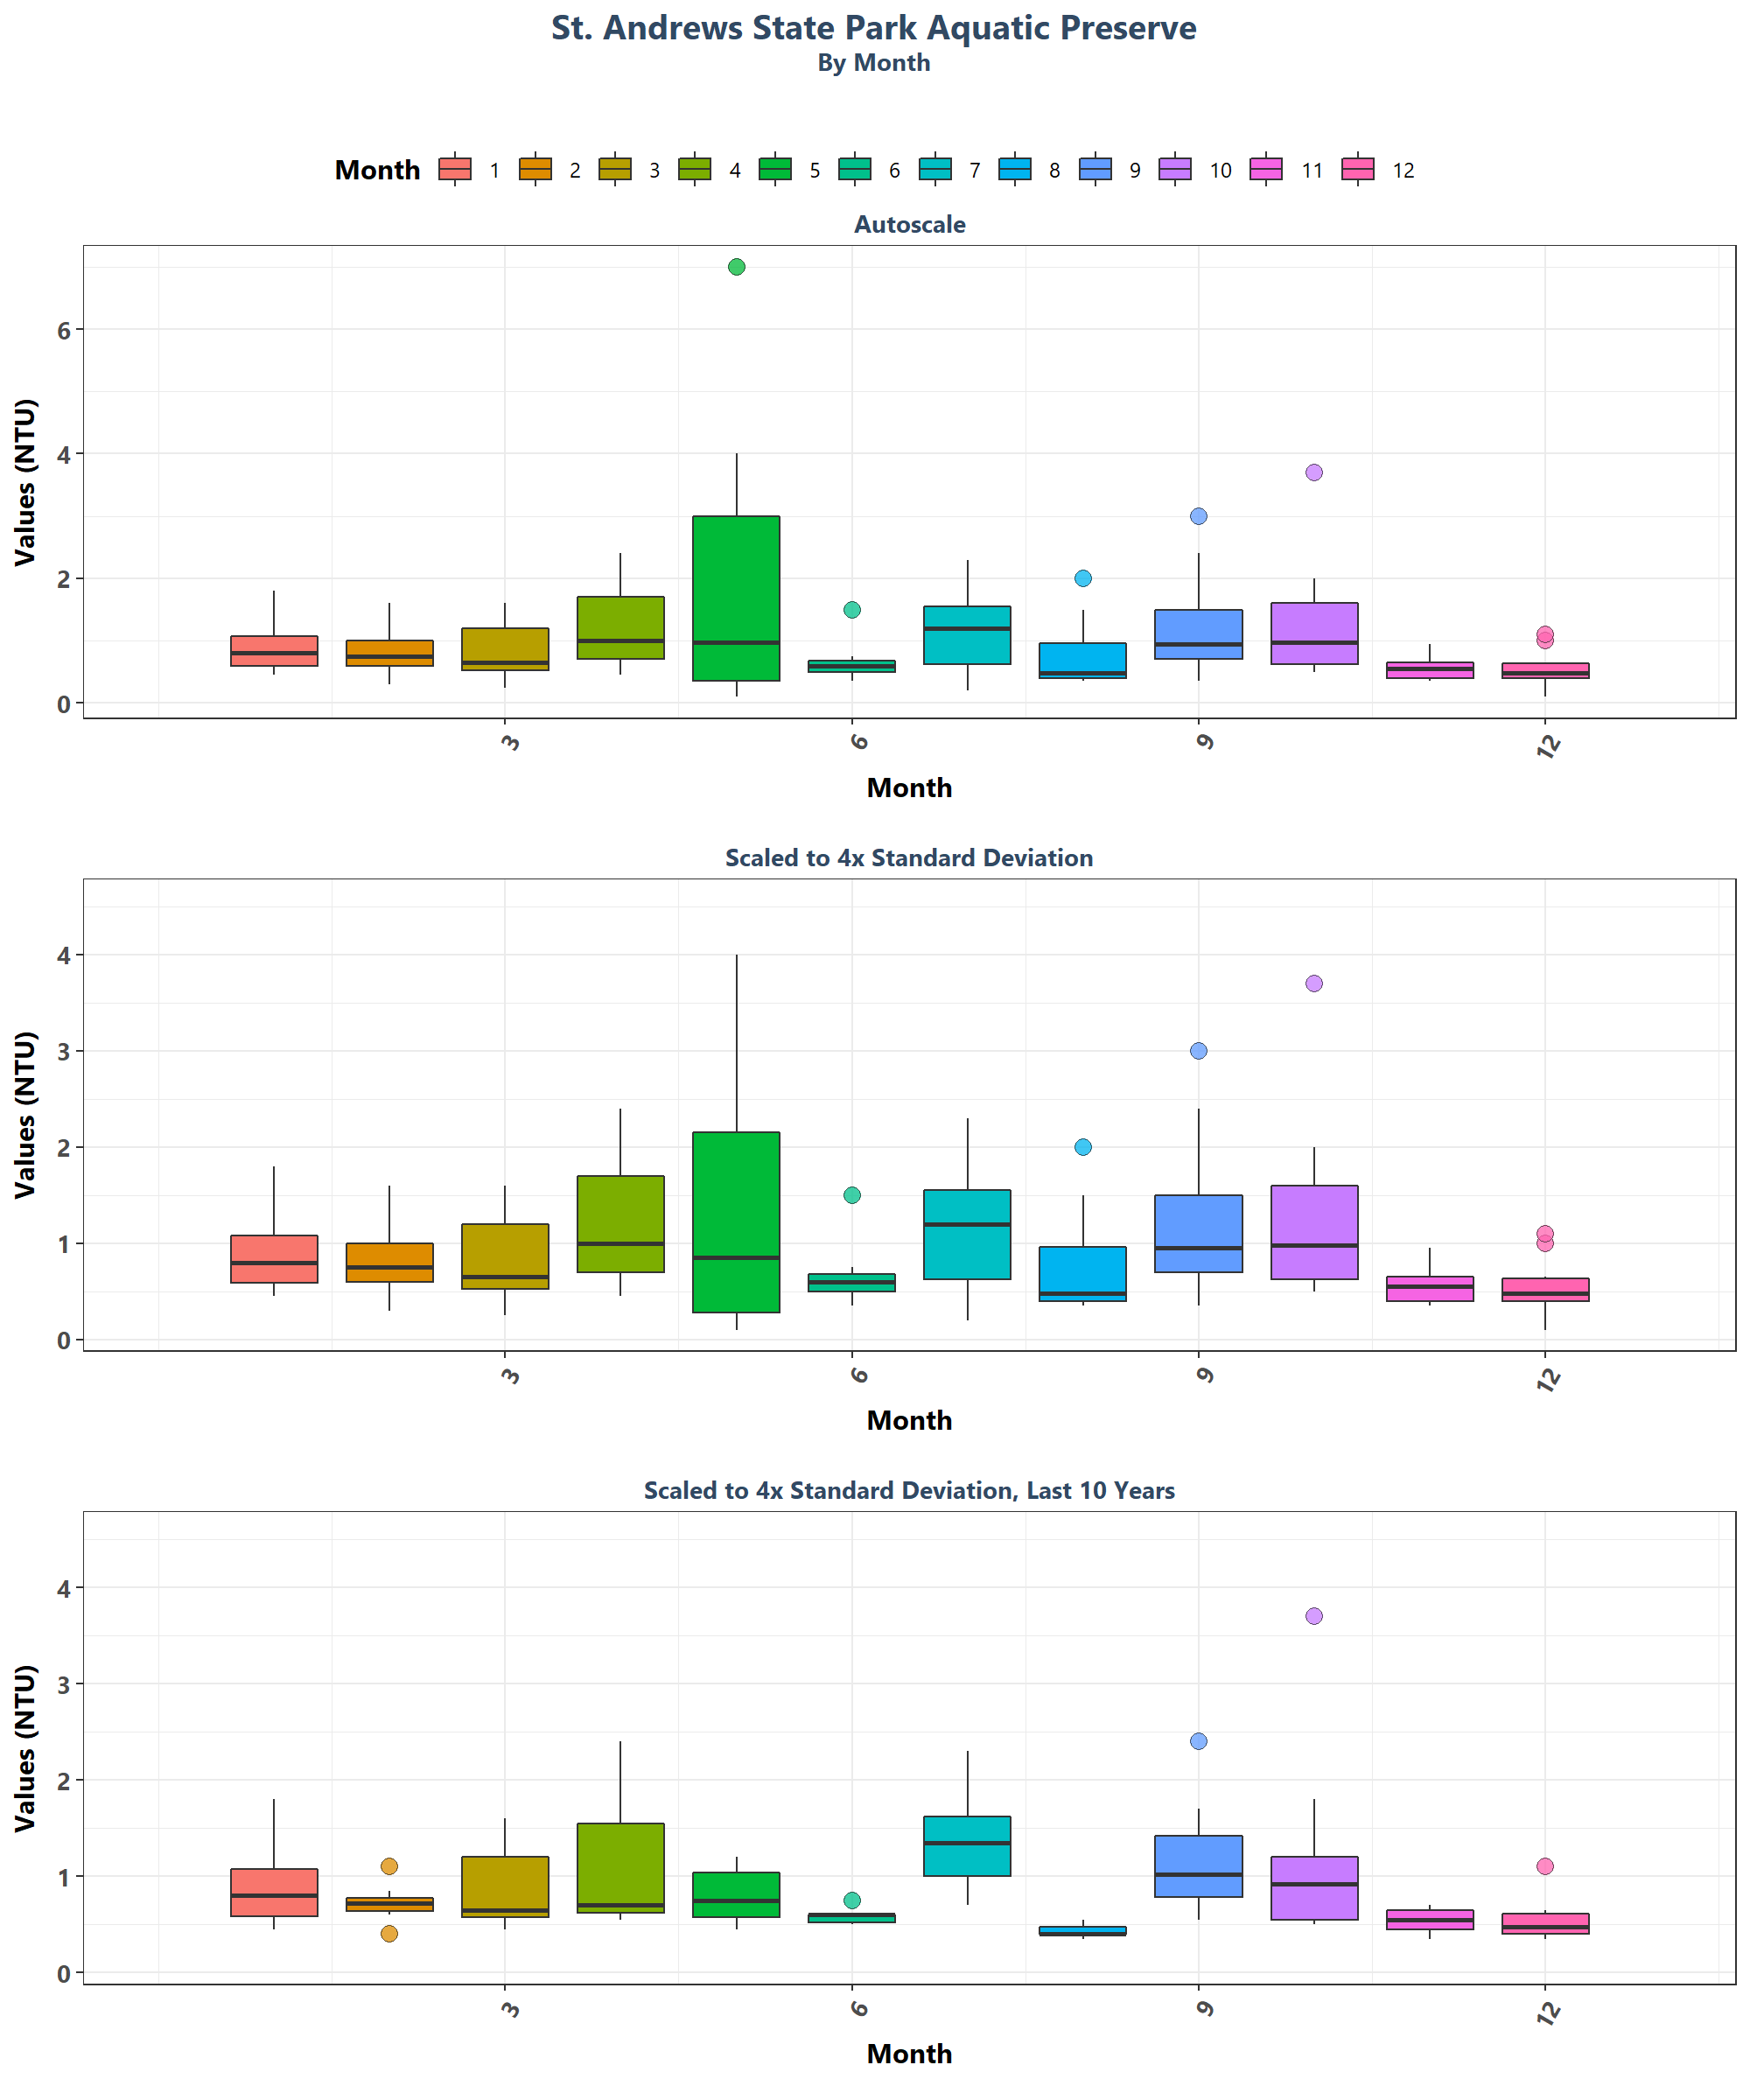 St. Andrews State Park Aquatic Preserve
By Month
Month 1 2 3 4 5 6 7 8 9 10 11 12
Autoscale
Values (NTU)
6
4
2
0
3 6 9 12
Month
Scaled to 4x Standard Deviation
Values (NTU)
4
3
2
1
0
3 6 9 12
Month
Scaled to 4x Standard Deviation, Last 10 Years
Values (NTU)
4
3
2
1
0
3 6 9 12
Month